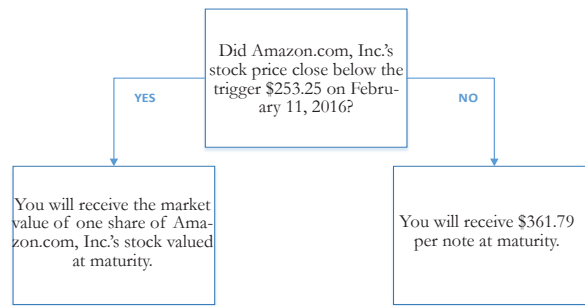 Did Amazon.com, Inc.'s
stock price close below the
trigger $253.25 on Febru-
ary 11, 2016?
YES
NO
You will receive the market
value of one share of Ama-
zon.com, Inc.'s stock valued
at maturity.
You will receive $361.79
per note at maturity.